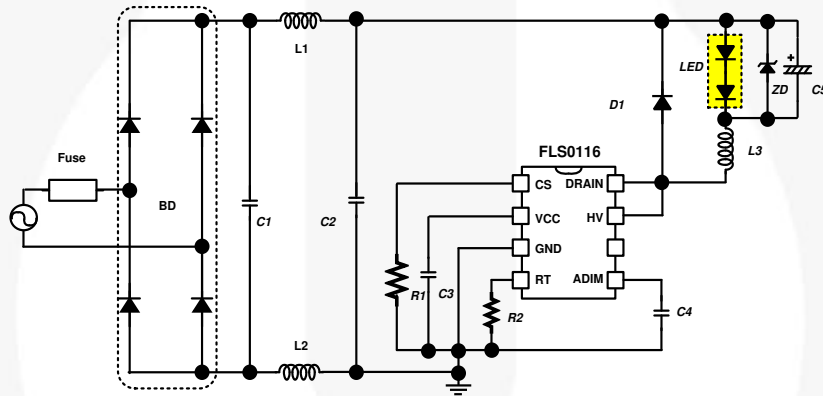 L1
LED
ZD
C5
D1
L3
FLS0116
Fuse
CS
DRAIN
BD
C1
C2
VCC
HV
GND
R1
C3
RT
ADIM
R2
C4
L2
+